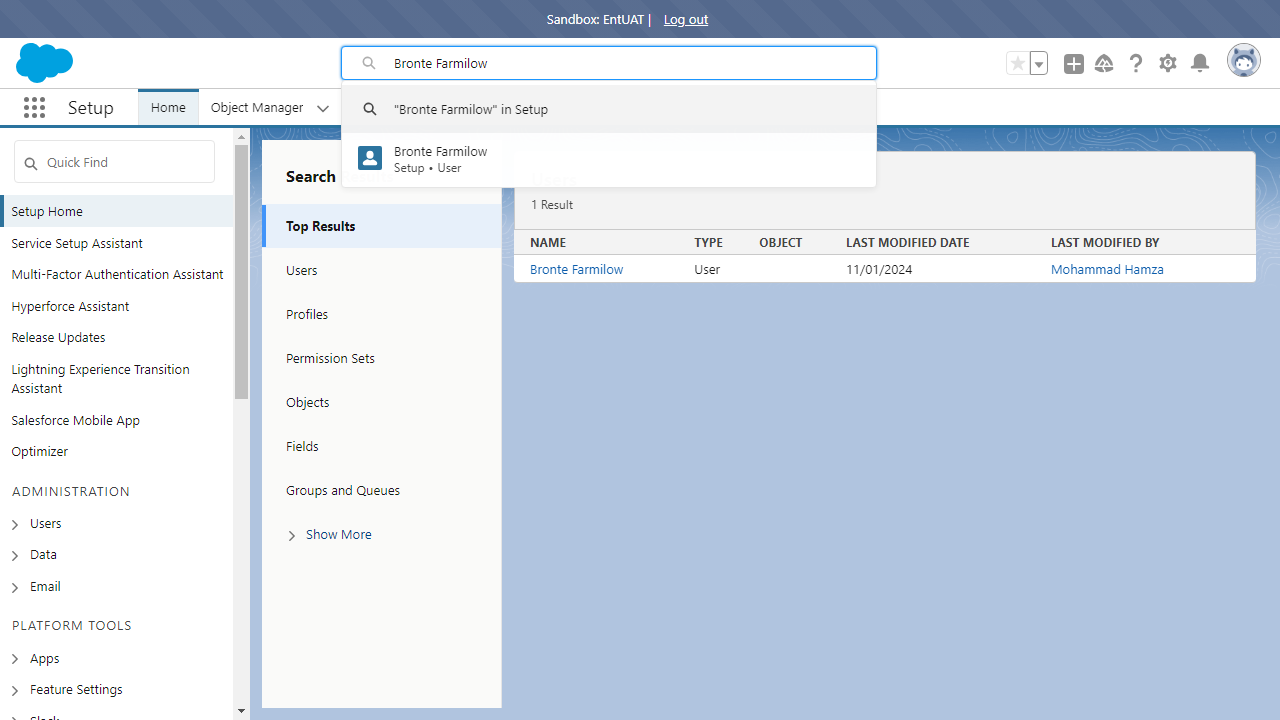 Sandbox: EntUAT | Log out
Bronte Farmilow
Setup
Home
Object Manager
"Bronte Farmilow" in Setup
Bronte Farmilow
Setup • User
Quick Find
Setup Home
Service Setup Assistant
Multi-Factor Authentication Assistant
Hyperforce Assistant
Release Updates
Lightning Experience Transition
Assistant
Salesforce Mobile App
Optimizer
ADMINISTRATION
Users
Data
Email
PLATFORM TOOLS
Apps
Feature Settings
Slack
Search
Top Results
Users
Profiles
Permission Sets
Objects
Fields
Groups and Queues
Show More
1 Result
NAME TYPE OBJECT LAST MODIFIED DATE LAST MODIFIED BY
Bronte Farmilow User 11/01/2024 Mohammad Hamza